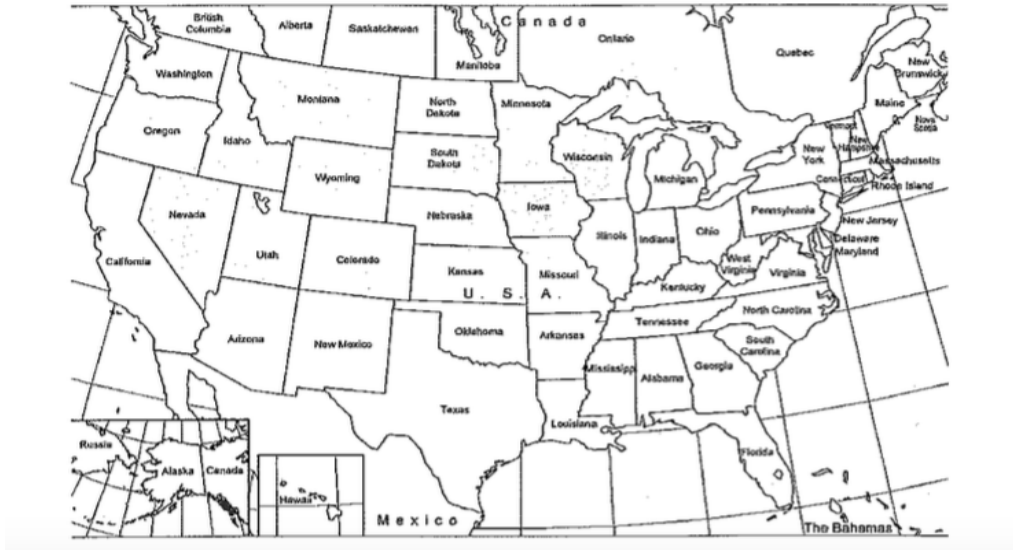 British
Columbia
Alberta
Saskatchewan
Canada
Manitoba
Ontario
Quebec
New
Brunswick
Nova
Scotia
Maine
Washington
Montana
North
Dakota
Minnesota
Oregon
Idaho
South
Dakota
Wisconsin
Michigan
New
York
Vermont
New
Hampshire
Massachusetts
Connecticut
Rhode Island
Wyoming
Nevada
Nebraska
Iowa
Illinois
Indiana
Ohio
Pennsylvania
New Jersey
Delaware
Maryland
California
Utah
Colorado
Kansas
Missouri
West
Virginia
Virginia
Kentucky
U. S. A.
Arizona
New Mexico
Oklahoma
Arkansas
Tennessee
North Carolina
South
Carolina
Mississipp
Alabama
Georgia
Texas
Louisiana
Florida
Russia
Alaska
Canada
Hawaii
Mexico
The Bahamas